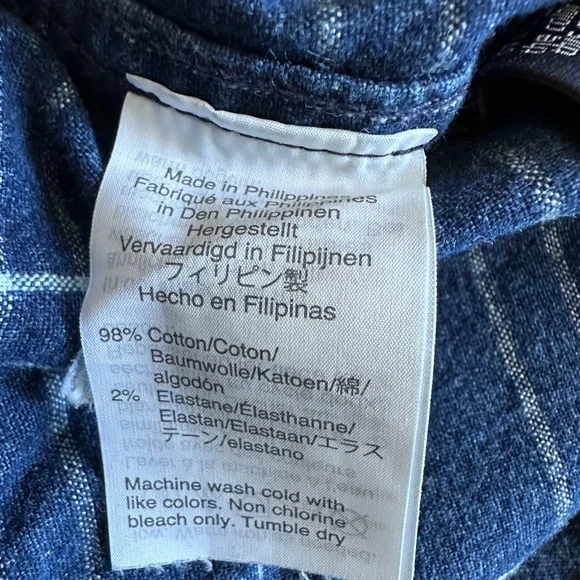 Made in Philippines
Fabriqué aux Philippines
in Den Philippinen
Hergestellt
Vervaardigd in Filipijnen
フィリピン製
Hecho en Filipinas
98% Cotton/Coton/
Baumwolle/Katoen/綿/
algodón
2% Elastane/Élasthanne/
Elastan/Elastaan/エラス
テーン/elastano
Machine wash cold with
like colors. Non chlorine
bleach only. Tumble dry